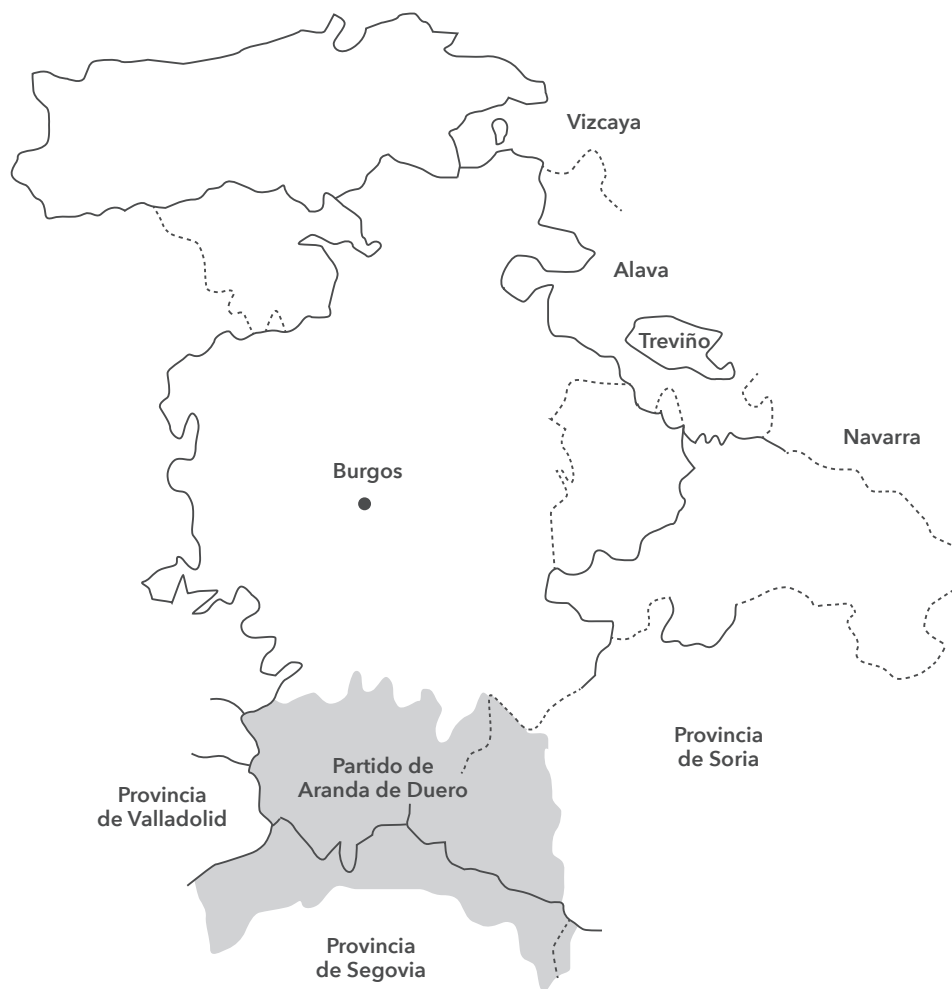 Vizcaya
Alava
Treviño
Navarra
Burgos
Provincia
de Soria
Partido de
Aranda de Duero
Provincia
de Valladolid
Provincia
de Segovia